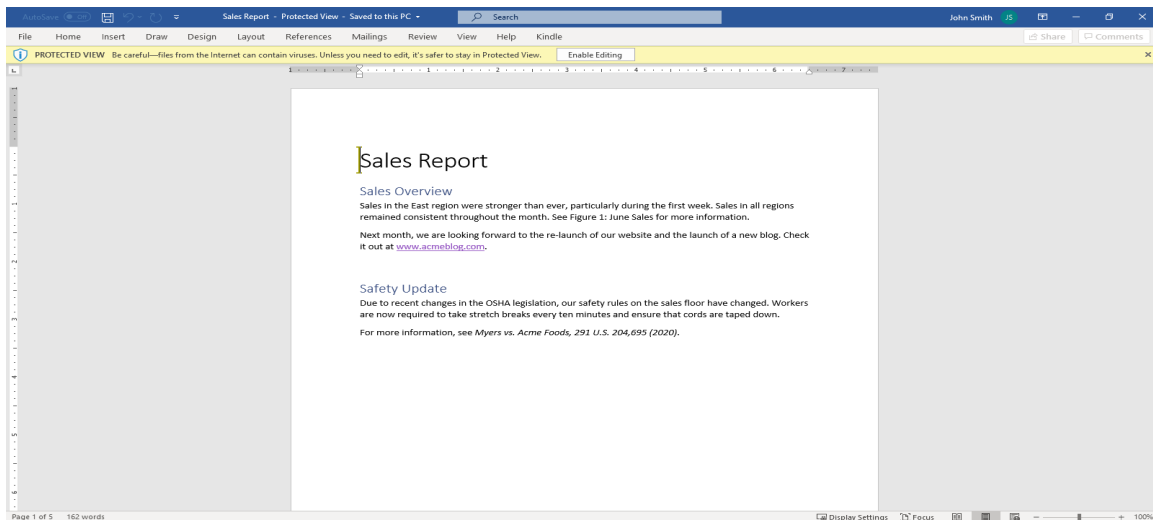 AutoSave Off Sales Report - Protected View - Saved to this PC Search John Smith JS
File Home Insert Draw Design Layout References Mailings Review View Help Kindle Share Comments
PROTECTED VIEW Be careful—files from the Internet can contain viruses. Unless you need to edit, it's safer to stay in Protected View. Enable Editing
1 1 2 3 4 5 6 7
Sales Report
Sales Overview
Sales in the East region were stronger than ever, particularly during the first week. Sales in all regions
remained consistent throughout the month. See Figure 1: June Sales for more information.
Next month, we are looking forward to the re-launch of our website and the launch of a new blog. Check
it out at www.acmeblog.com.
Safety Update
Due to recent changes in the OSHA legislation, our safety rules on the sales floor have changed. Workers
are now required to take stretch breaks every ten minutes and ensure that cords are taped down.
For more information, see Myers vs. Acme Foods, 291 U.S. 204,695 (2020).
Page 1 of 5 162 words Display Settings Focus 100%